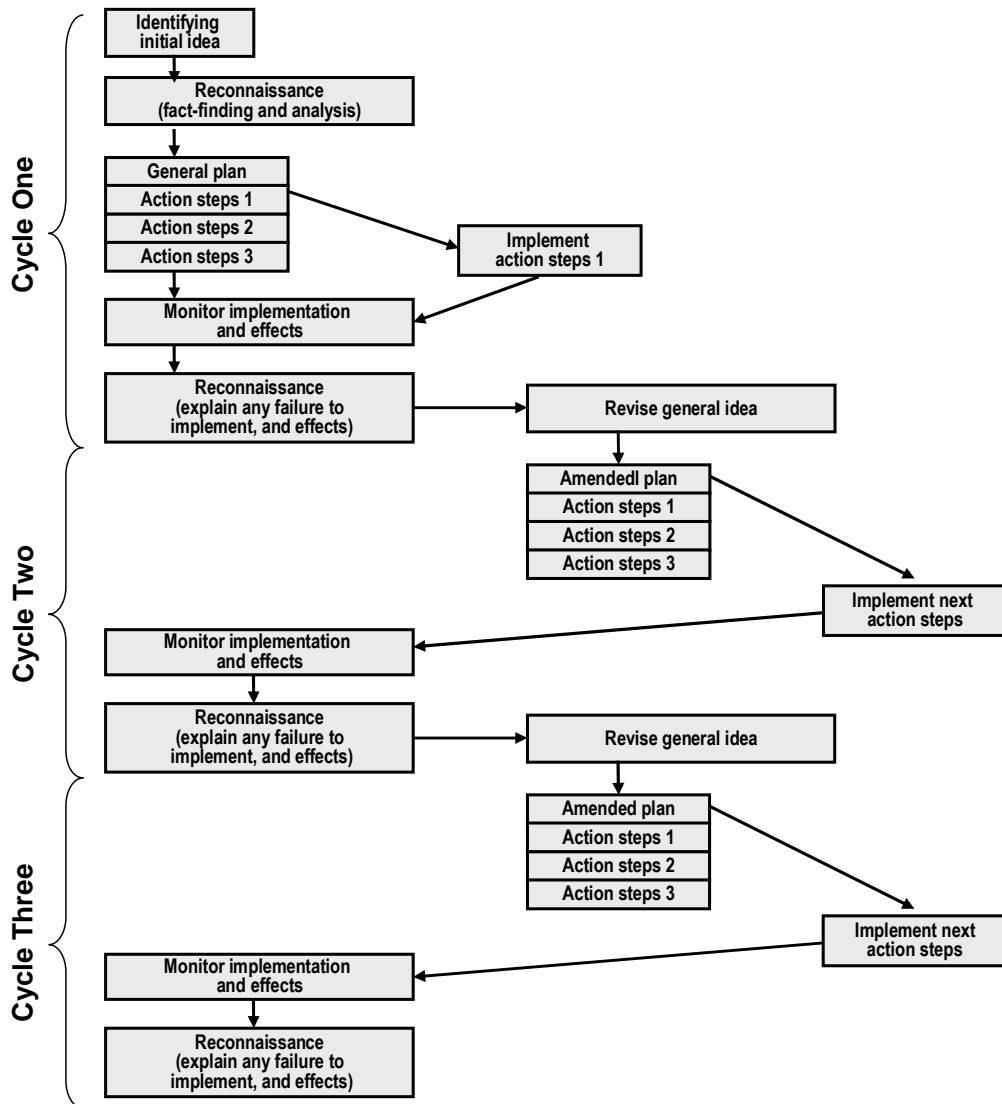 Cycle One
Identifying
initial idea
Reconnaissance
(fact-finding and analysis)
General plan
Action steps 1
Action steps 2
Action steps 3
Implement
action steps 1
Monitor implementation
and effects
Reconnaissance
(explain any failure to
implement, and effects)
Revise general idea
Cycle Two
Amendedl plan
Action steps 1
Action steps 2
Action steps 3
Implement next
action steps
Monitor implementation
and effects
Reconnaissance
(explain any failure to
implement, and effects)
Revise general idea
Cycle Three
Amended plan
Action steps 1
Action steps 2
Action steps 3
Implement next
action steps
Monitor implementation
and effects
Reconnaissance
(explain any failure to
implement, and effects)